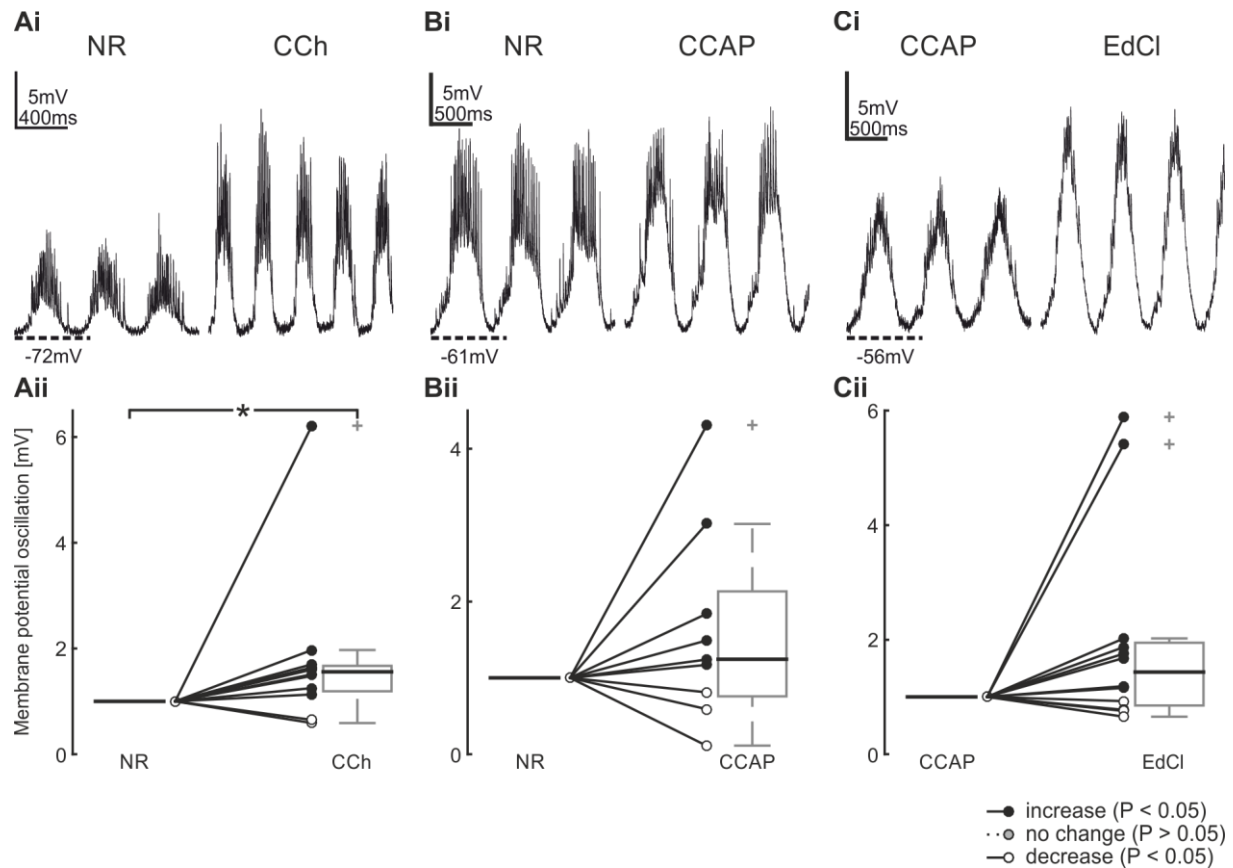 Ai
NR CCh
5mV
400ms
-72mV
Bi
NR CCAP
5mV
500ms
-61mV
Ci
CCAP EdCl
5mV
500ms
-56mV
Aii
*
Membrane potential oscillation [mV]
6
4
2
0
+
NR CCh
Bii
4
2
0
+
NR CCAP
Cii
6
4
2
0
+
+
CCAP EdCl
increase (P < 0.05)
no change (P > 0.05)
decrease (P < 0.05)